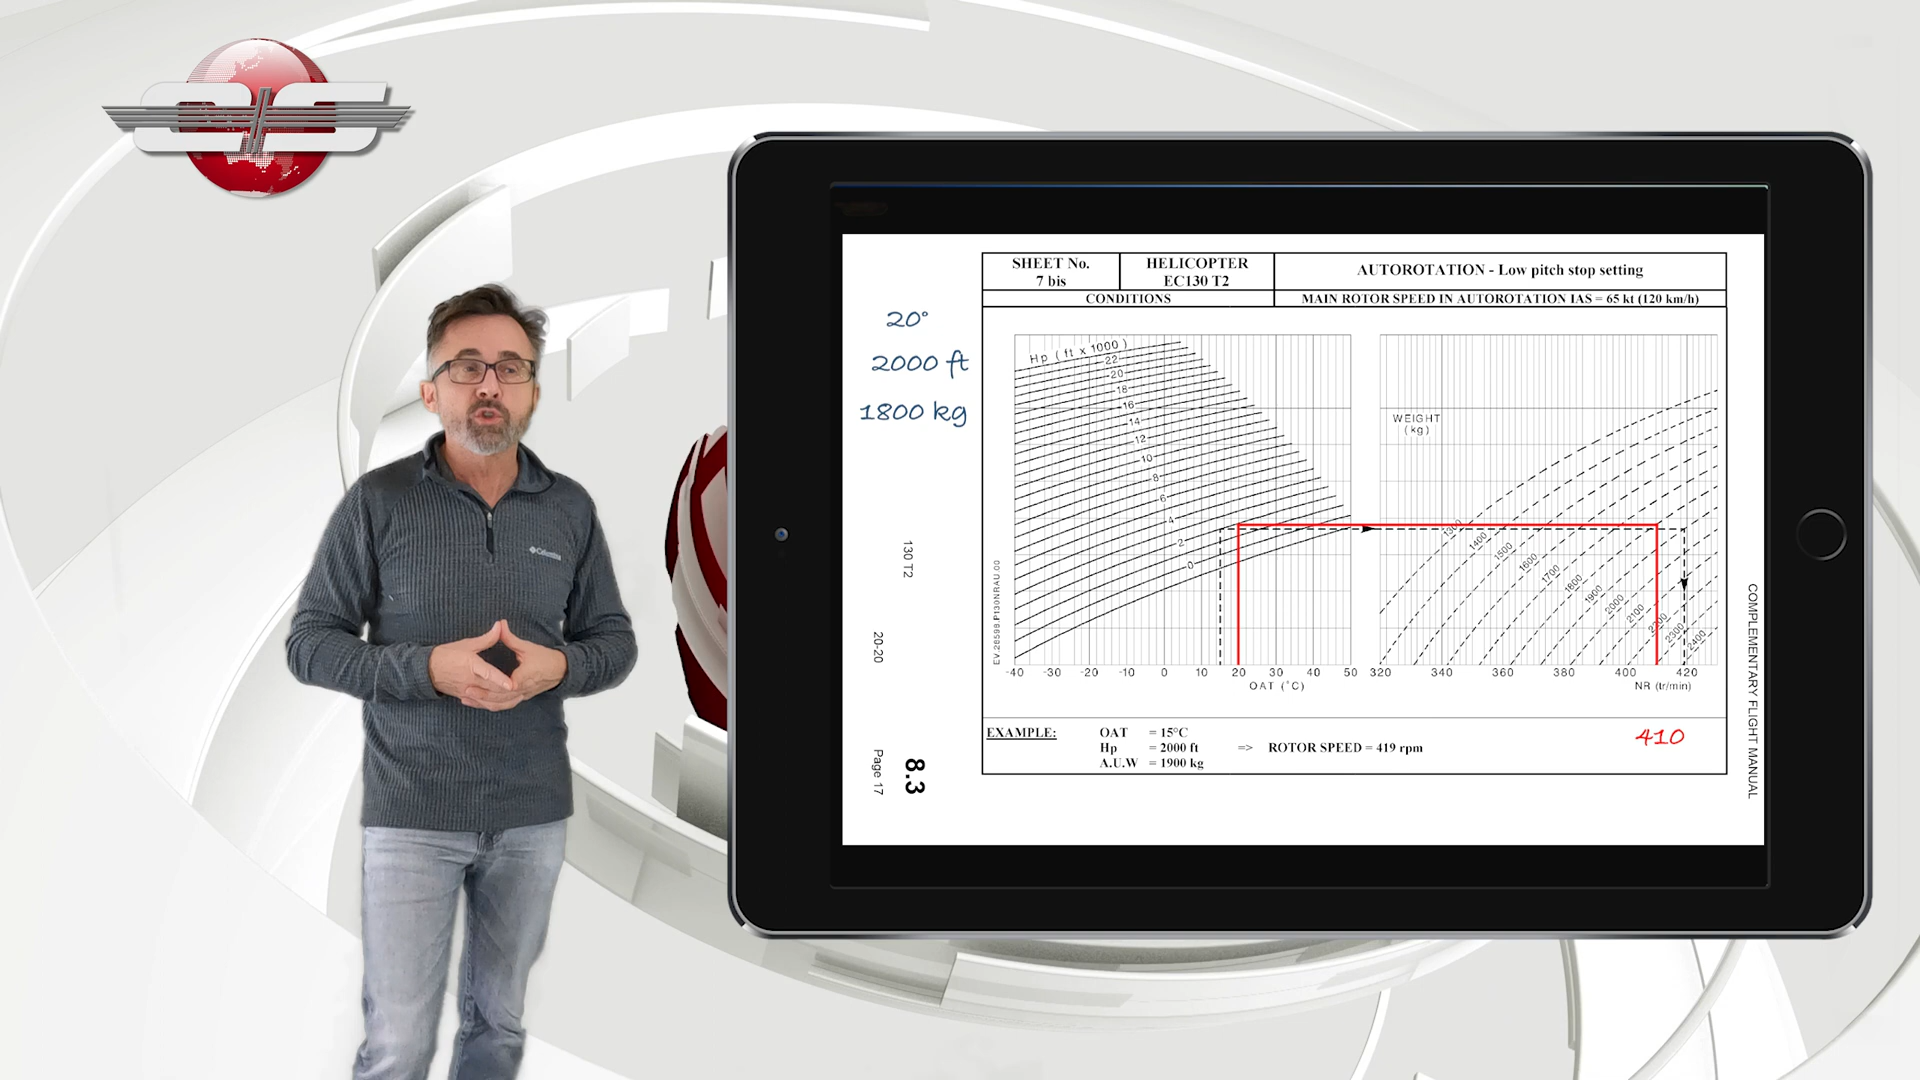 20°
2000 ft
1800 kg
130 T2
20-20
8.3
Page 17
COMPLEMENTARY FLIGHT MANUAL
SHEET No.
7 bis
HELICOPTER
EC130 T2
AUTOROTATION - Low pitch stop setting
CONDITIONS
MAIN ROTOR SPEED IN AUTOROTATION IAS = 65 kt (120 km/h)
Hp ( ft x 1000 )
22
20
18
16
14
12
10
8
6
4
2
0
WEIGHT
(kg)
1300
1400
1500
1600
1700
1800
1900
2000
2100
2200
2300
2400
-40 -30 -20 -10 0 10 20 30 40 50
OAT (°C)
320 340 360 380 400 420
NR (tr/min)
EXAMPLE:
OAT = 15°C
Hp = 2000 ft => ROTOR SPEED = 419 rpm
A.U.W = 1900 kg
410
Columbia